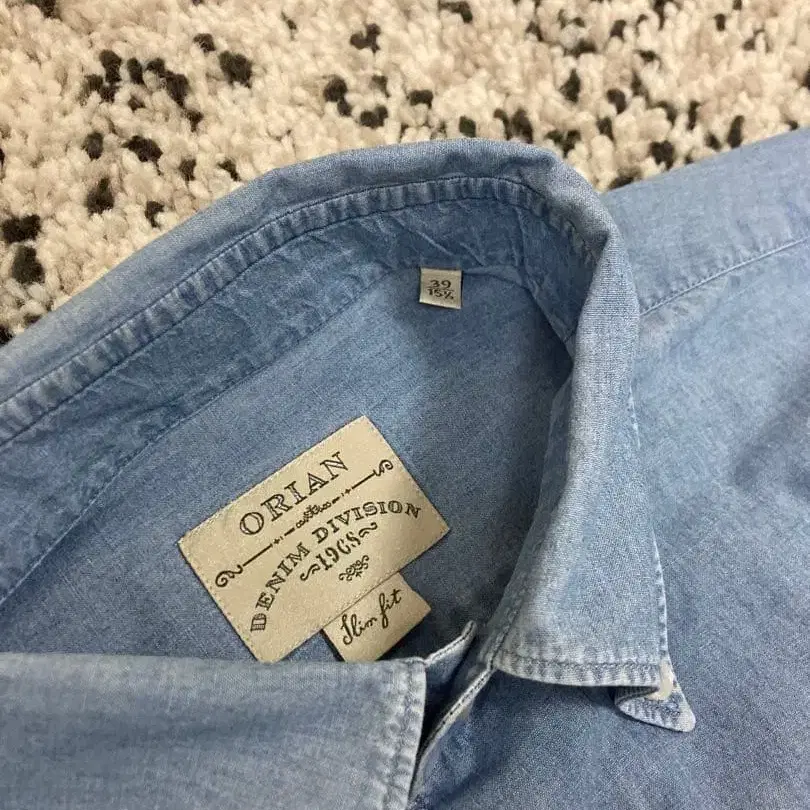 39
15½
ORIAN
DENIM DIVISION
1968
Slim fit